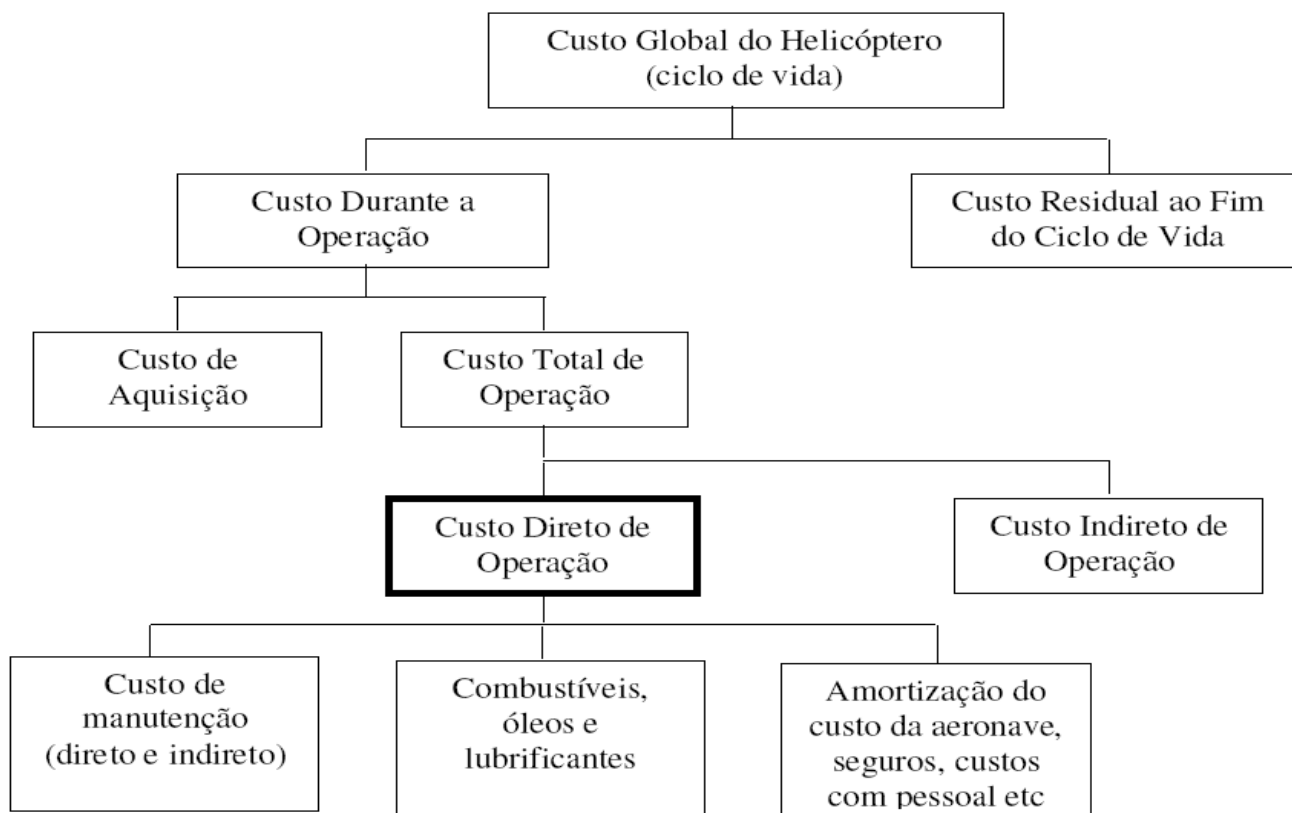 Custo Global do Helicóptero
(ciclo de vida)
Custo Durante a
Operação
Custo Residual ao Fim
do Ciclo de Vida
Custo de
Aquisição
Custo Total de
Operação
Custo Direto de
Operação
Custo Indireto de
Operação
Custo de
manutenção
(direto e indireto)
Combustíveis,
óleos e
lubrificantes
Amortização do
custo da aeronave,
seguros, custos
com pessoal etc